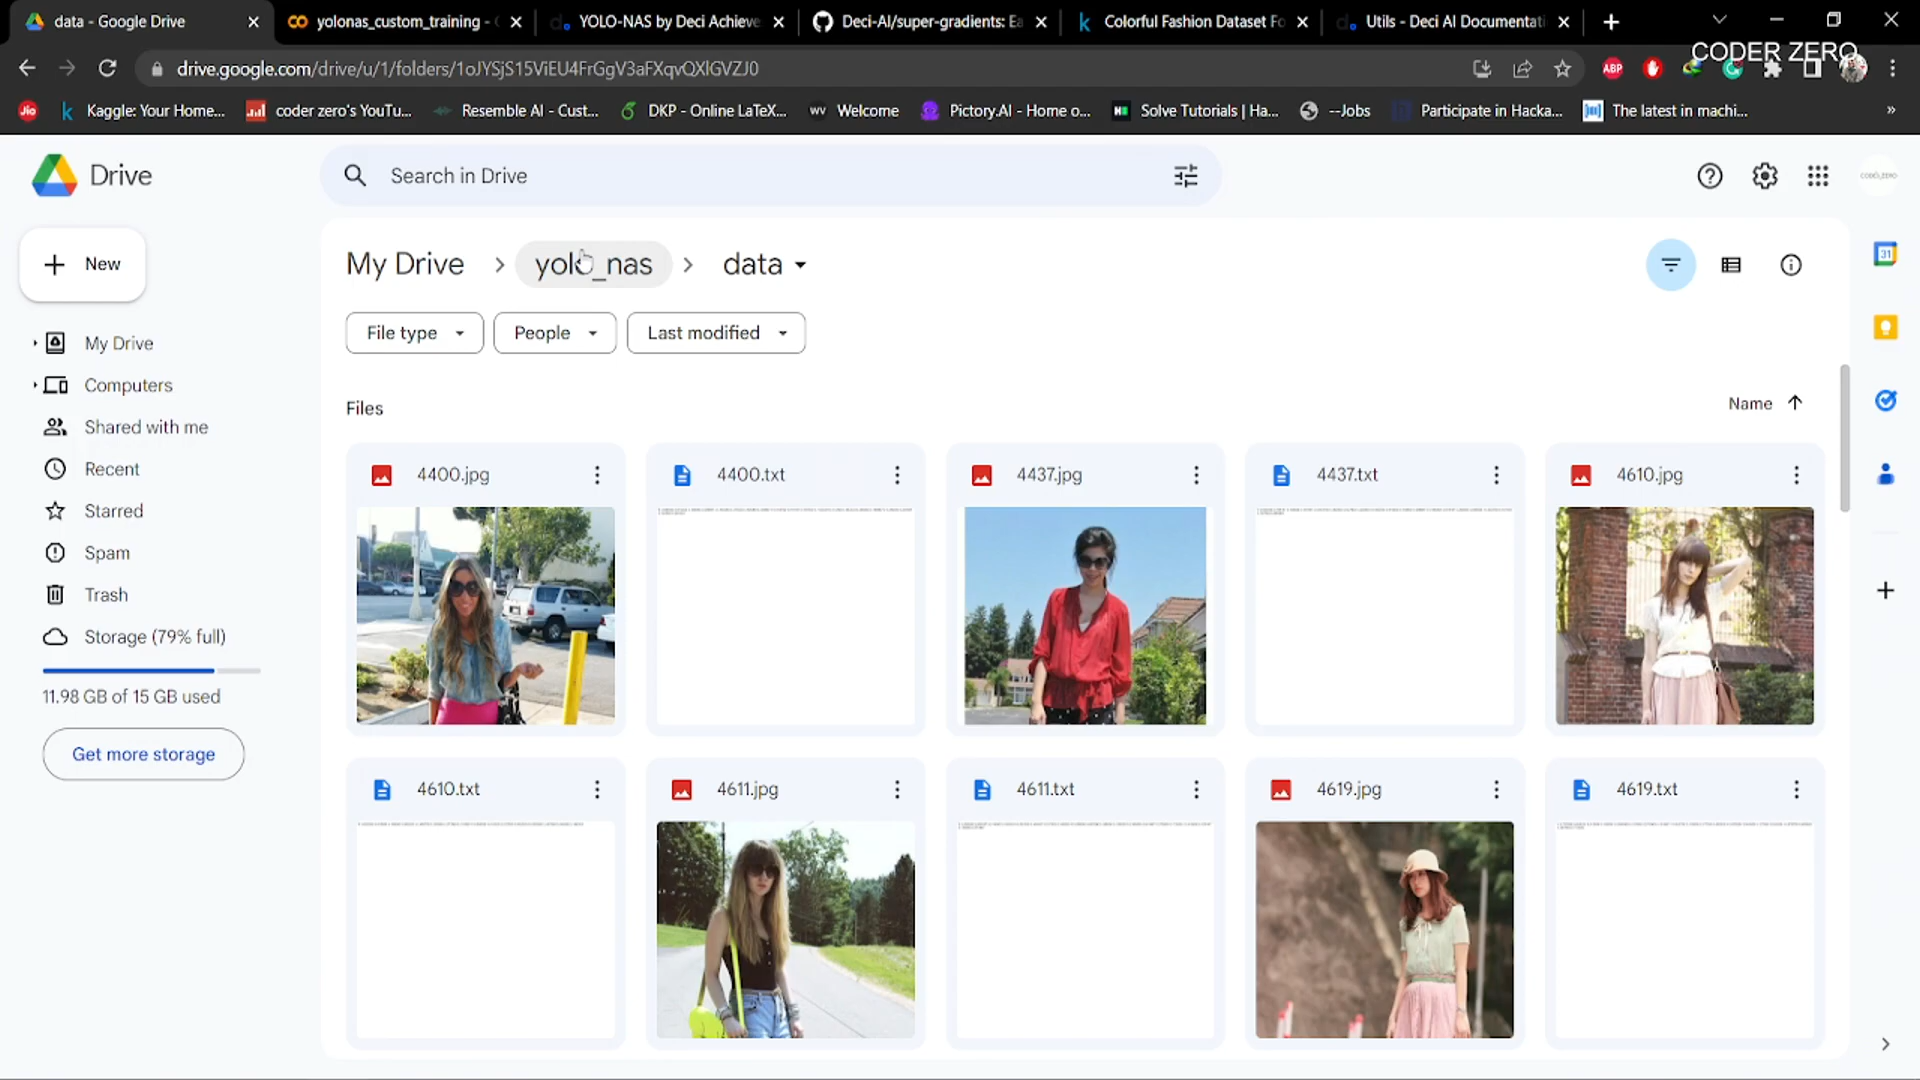 data - Google Drive
yolonas_custom_training -
YOLO-NAS by Deci Achieve
Deci-AI/super-gradients: Ea
Colorful Fashion Dataset Fo
Utils - Deci AI Documentati
CODER ZERO
drive.google.com/drive/u/1/folders/1oJYSjS15ViEU4FrGgV3aFXqvQXlGVZJ0
ABP
Jio
Kaggle: Your Home...
coder zero's YouTu...
Resemble AI - Cust...
DKP - Online LaTeX...
Welcome
Pictory.AI - Home o...
Solve Tutorials | Ha...
--Jobs
Participate in Hacka...
The latest in machi...
Drive
Search in Drive
New
My Drive
yolo_nas
data
31
File type
People
Last modified
My Drive
Computers
Shared with me
Recent
Starred
Spam
Trash
Storage (79% full)
11.98 GB of 15 GB used
Get more storage
Files
Name
4400.jpg
4400.txt
4437.jpg
4437.txt
4610.jpg
4610.txt
4611.jpg
4611.txt
4619.jpg
4619.txt